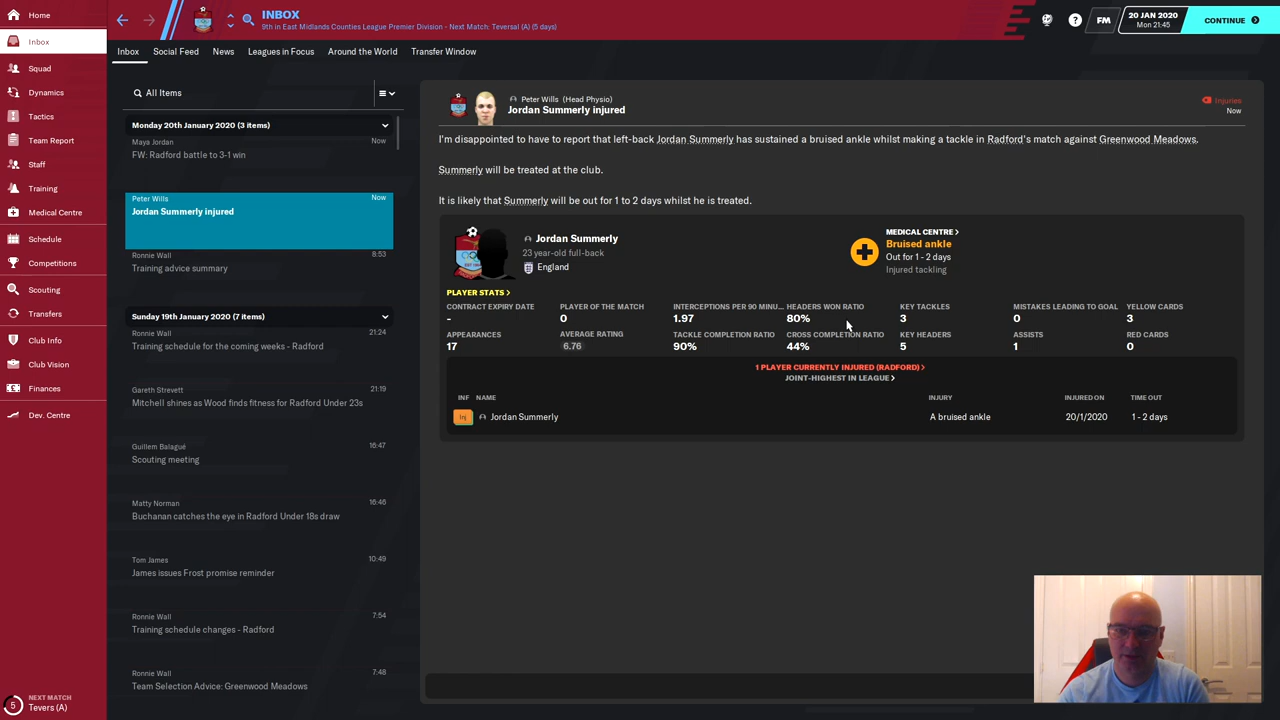 Home
Inbox
Squad
Dynamics
Tactics
Team Report
Staff
Training
Medical Centre
Schedule
Competitions
Scouting
Transfers
Club Info
Club Vision
Finances
Dev. Centre
5
NEXT MATCH
Tevers (A)
INBOX
9th in East Midlands Counties League Premier Division - Next Match: Teversal (A) (5 days)
?
FM
20 JAN 2020
Mon 21:45
CONTINUE
Inbox Social Feed News Leagues in Focus Around the World Transfer Window
All Items
Monday 20th January 2020 (3 items)
Maya Jordan Now
FW: Radford battle to 3-1 win
Peter Wills Now
Jordan Summerly injured
Ronnie Wall 8:53
Training advice summary
Sunday 19th January 2020 (7 items)
Ronnie Wall 21:24
Training schedule for the coming weeks - Radford
Gareth Strevett 21:19
Mitchell shines as Wood finds fitness for Radford Under 23s
Guillem Balagué 16:47
Scouting meeting
Matty Norman 16:46
Buchanan catches the eye in Radford Under 18s draw
Tom James 10:49
James issues Frost promise reminder
Ronnie Wall 7:54
Training schedule changes - Radford
Ronnie Wall 7:48
Team Selection Advice: Greenwood Meadows
Peter Wills (Head Physio)
Jordan Summerly injured
Injuries
Now
I'm disappointed to have to report that left-back Jordan Summerly has sustained a bruised ankle whilst making a tackle in Radford's match against Greenwood Meadows.
Summerly will be treated at the club.
It is likely that Summerly will be out for 1 to 2 days whilst he is treated.
Jordan Summerly
23 year-old full-back
England
MEDICAL CENTRE >
Bruised ankle
Out for 1 - 2 days
Injured tackling
PLAYER STATS >
CONTRACT EXPIRY DATE PLAYER OF THE MATCH INTERCEPTIONS PER 90 MINU... HEADERS WON RATIO KEY TACKLES MISTAKES LEADING TO GOAL YELLOW CARDS
- 0 1.97 80% 3 0 3
APPEARANCES AVERAGE RATING TACKLE COMPLETION RATIO CROSS COMPLETION RATIO KEY HEADERS ASSISTS RED CARDS
17 6.76 90% 44% 5 1 0
1 PLAYER CURRENTLY INJURED (RADFORD) >
JOINT-HIGHEST IN LEAGUE >
INF NAME INJURY INJURED ON TIME OUT
Inj Jordan Summerly A bruised ankle 20/1/2020 1 - 2 days